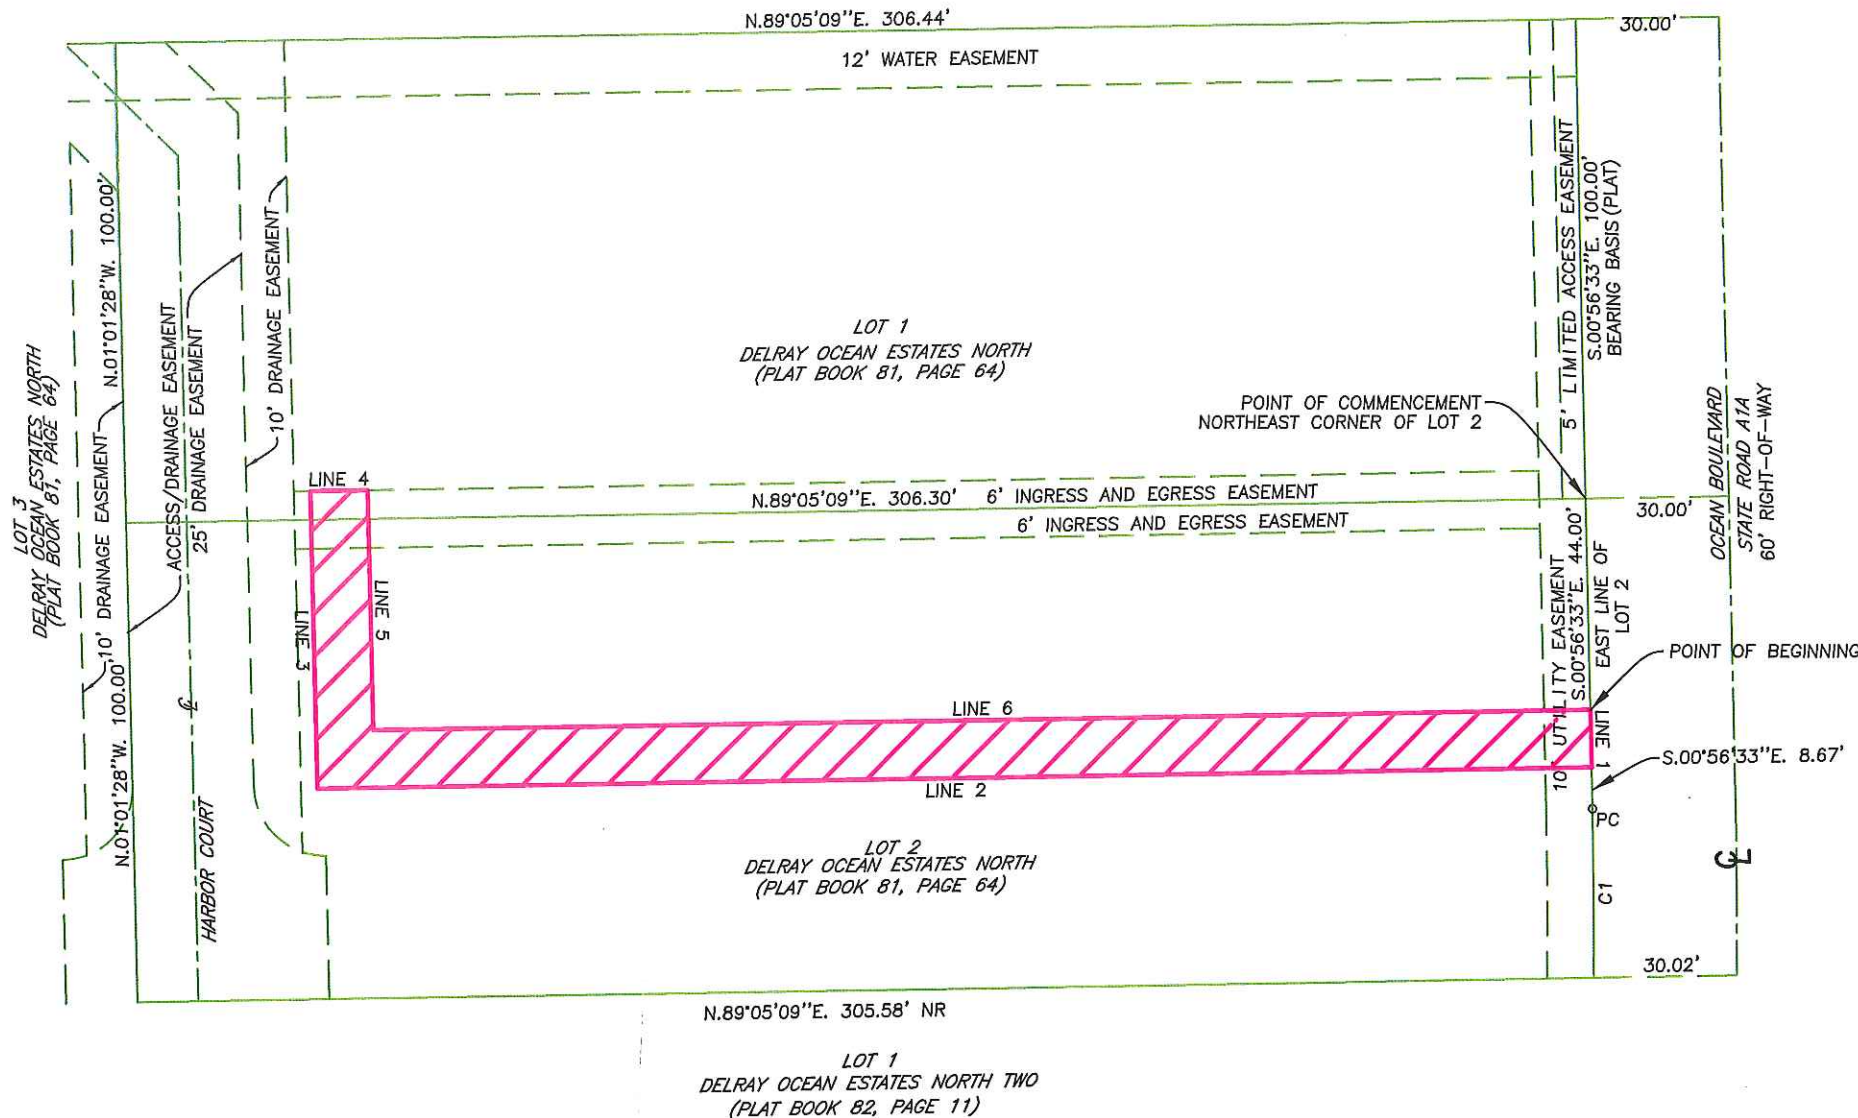 N.89°05'09"E. 306.44'
30.00'
12' WATER EASEMENT
N.01°01'28"W. 100.00'
10' DRAINAGE EASEMENT
ACCESS/DRAINAGE EASEMENT
25' DRAINAGE EASEMENT
10' DRAINAGE EASEMENT
LOT 3
DELRAY OCEAN ESTATES NORTH
(PLAT BOOK 81, PAGE 64)
LOT 1
DELRAY OCEAN ESTATES NORTH
(PLAT BOOK 81, PAGE 64)
5' LIMITED ACCESS EASEMENT
S.00°56'33"E. 100.00'
BEARING BASIS (PLAT)
POINT OF COMMENCEMENT
NORTHEAST CORNER OF LOT 2
OCEAN BOULEVARD
STATE ROAD A1A
60' RIGHT-OF-WAY
LINE 4
N.89°05'09"E. 306.30'
6' INGRESS AND EGRESS EASEMENT
30.00'
6' INGRESS AND EGRESS EASEMENT
LINE 3
LINE 5
10' UTILITY EASEMENT
S.00°56'33"E. 44.00'
EAST LINE OF
LOT 2
POINT OF BEGINNING
LINE 6
LINE 1
S.00°56'33"E. 8.67'
LINE 2
PC
N.01°01'28"W. 100.00'
HARBOR COURT
LOT 2
DELRAY OCEAN ESTATES NORTH
(PLAT BOOK 81, PAGE 64)
C1
30.02'
N.89°05'09"E. 305.58' NR
LOT 1
DELRAY OCEAN ESTATES NORTH TWO
(PLAT BOOK 82, PAGE 11)